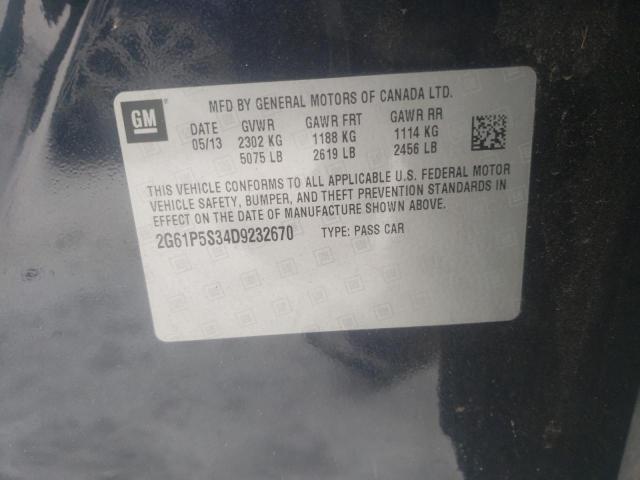 MFD BY GENERAL MOTORS OF CANADA LTD.
GM
DATE GVWR GAWR FRT GAWR RR
05/13 2302 KG 1188 KG 1114 KG
5075 LB 2619 LB 2456 LB
THIS VEHICLE CONFORMS TO ALL APPLICABLE U.S. FEDERAL MOTOR
VEHICLE SAFETY, BUMPER, AND THEFT PREVENTION STANDARDS IN
EFFECT ON THE DATE OF MANUFACTURE SHOWN ABOVE.
2G61P5S34D9232670 TYPE: PASS CAR